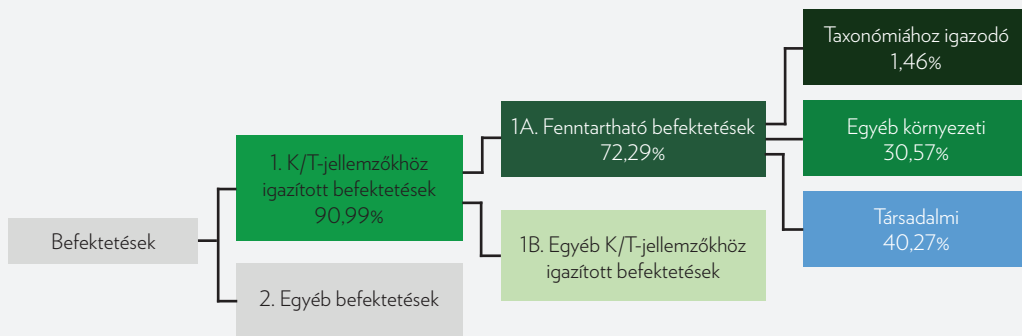 Befektetések
1. K/T-jellemzőkhöz
igazított befektetések
90,99%
2. Egyéb befektetések
1A. Fenntartható befektetések
72,29%
1B. Egyéb K/T-jellemzőkhöz
igazított befektetések
Taxonómiához igazodó
1,46%
Egyéb környezeti
30,57%
Társadalmi
40,27%